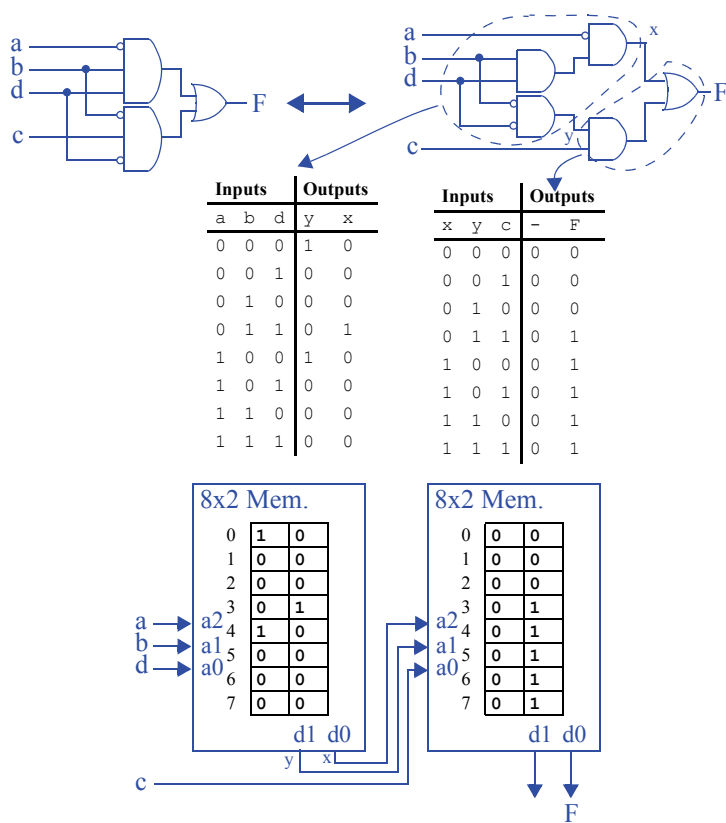 a
b
d
c
F
a
b
d
c
x
y
F
Inputs Outputs
a b d y x
0 0 0 1 0
0 0 1 0 0
0 1 0 0 0
0 1 1 0 1
1 0 0 1 0
1 0 1 0 0
1 1 0 0 0
1 1 1 0 0
Inputs Outputs
x y c - F
0 0 0 0 0
0 0 1 0 0
0 1 0 0 0
0 1 1 0 1
1 0 0 0 1
1 0 1 0 1
1 1 0 0 1
1 1 1 0 1
8x2 Mem.
0 1 0
1 0 0
2 0 0
3 0 1
4 1 0
5 0 0
6 0 0
7 0 0
a a2
b a1
d a0
d1 d0
y x
c
8x2 Mem.
0 0 0
1 0 0
2 0 0
3 0 1
4 0 1
5 0 1
6 0 1
7 0 1
a2
a1
a0
d1 d0
F